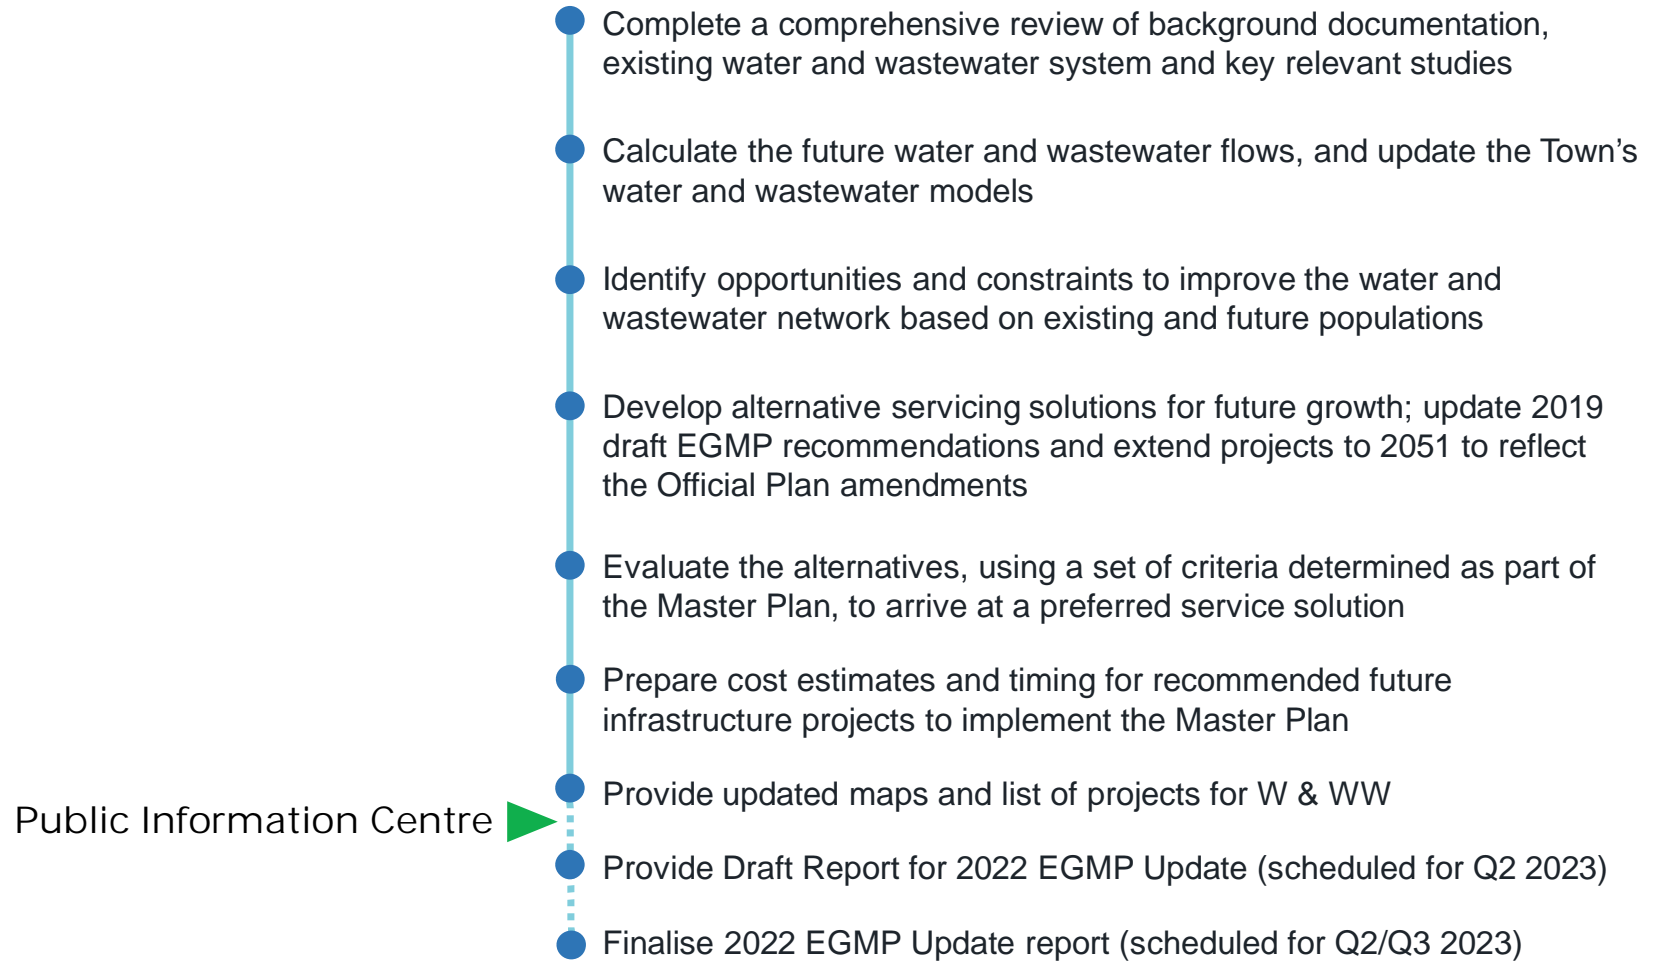 Complete a comprehensive review of background documentation,
existing water and wastewater system and key relevant studies
Calculate the future water and wastewater flows, and update the Town’s
water and wastewater models
Identify opportunities and constraints to improve the water and
wastewater network based on existing and future populations
Develop alternative servicing solutions for future growth; update 2019
draft EGMP recommendations and extend projects to 2051 to reflect
the Official Plan amendments
Evaluate the alternatives, using a set of criteria determined as part of
the Master Plan, to arrive at a preferred service solution
Prepare cost estimates and timing for recommended future
infrastructure projects to implement the Master Plan
Provide updated maps and list of projects for W & WW
Public Information Centre
Provide Draft Report for 2022 EGMP Update (scheduled for Q2 2023)
Finalise 2022 EGMP Update report (scheduled for Q2/Q3 2023)